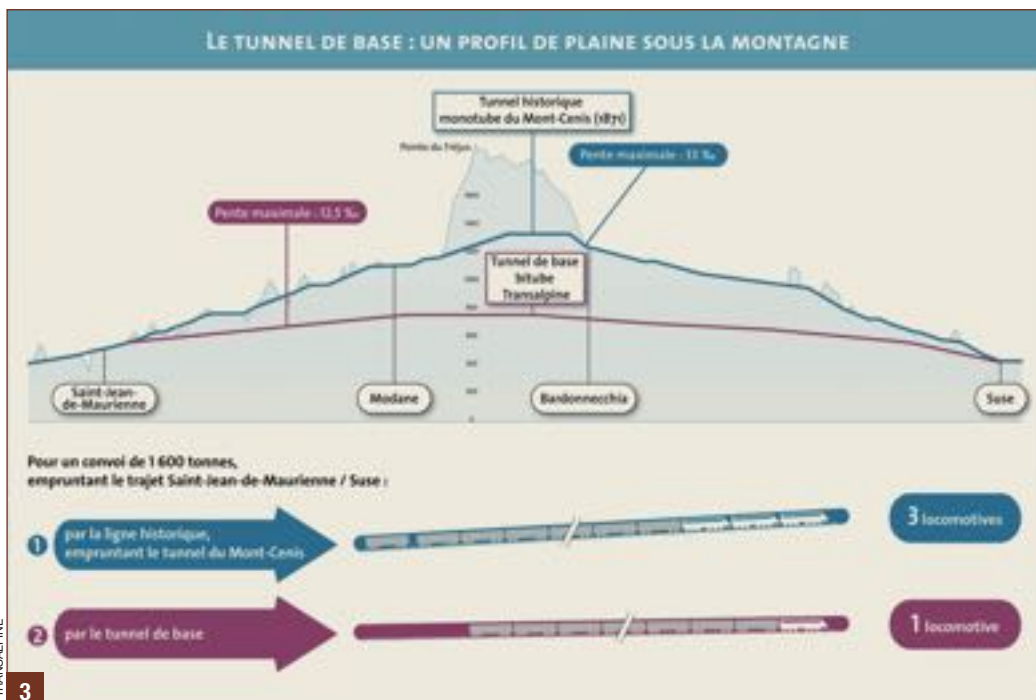 LE TUNNEL DE BASE : UN PROFIL DE PLAINE SOUS LA MONTAGNE
Tunnel historique
monotube du Mont-Cenis (1871)
Pointe du Fréjus
Pente maximale : ‰
Pente maximale : 12,5 ‰
Tunnel de base
bitube
Transalpine
0
Saint-Jean-
de-Maurienne
Modane
Bardonnecchia
Suse
Pour un convoi de 1 600 tonnes,
empruntant le trajet Saint-Jean-de-Maurienne / Suse :
1
par la ligne historique,
empruntant le tunnel du Mont-Cenis
3 locomotives
2
par le tunnel de base
1 locomotive
TRANSALPINE
3